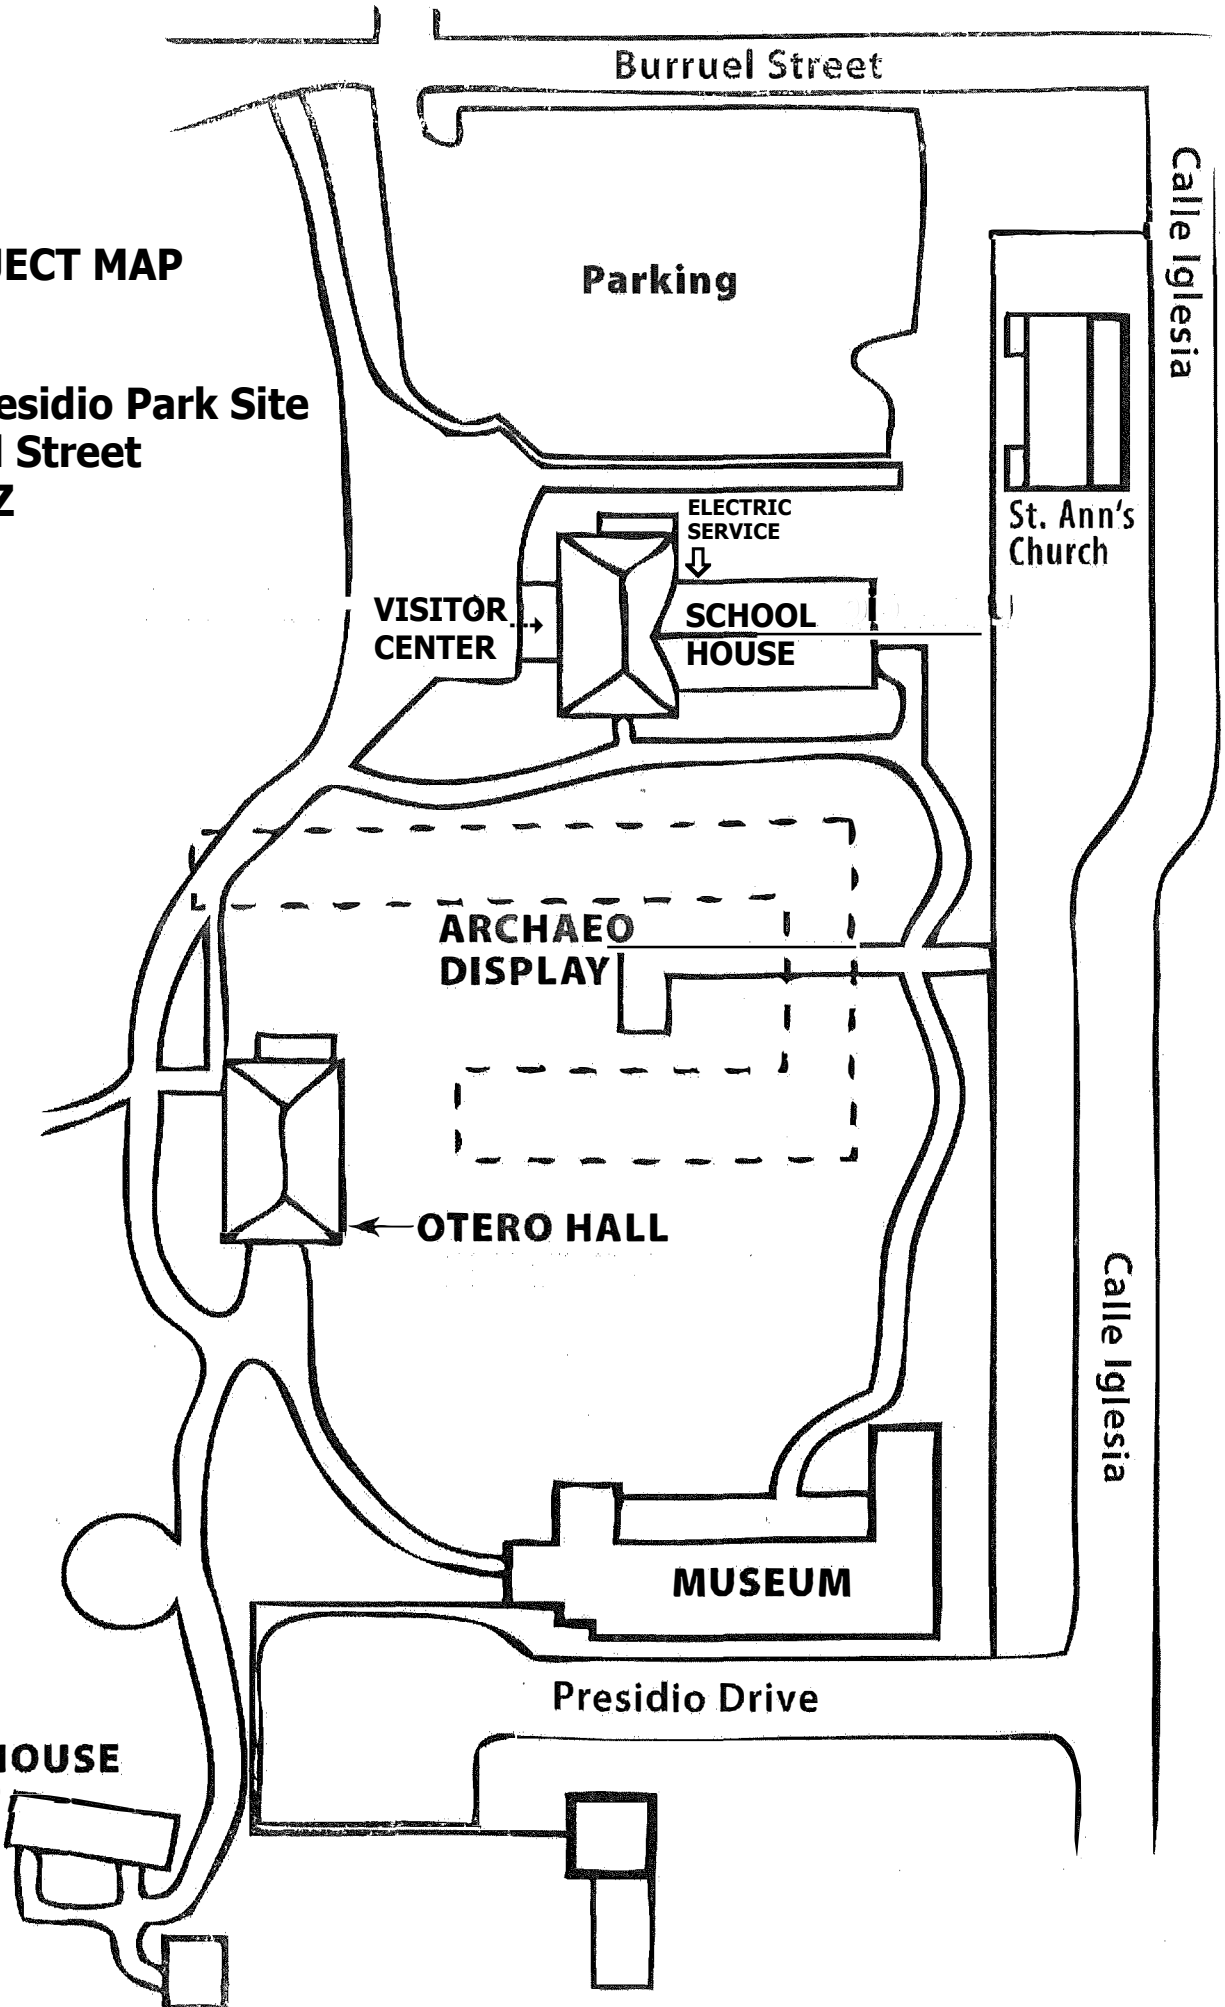 Burruel Street
Calle Iglesia
JECT MAP
Parking
esidio Park Site
Street
Z
ELECTRIC
SERVICE
St. Ann's
Church
VISITOR
CENTER
SCHOOL
HOUSE
ARCHAEO
DISPLAY
OTERO HALL
Calle Iglesia
MUSEUM
Presidio Drive
HOUSE